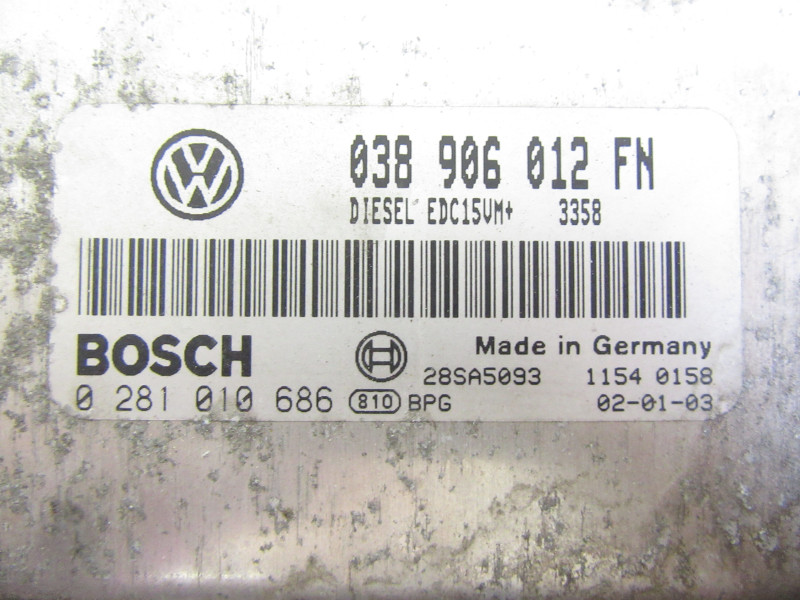 VW
038 906 012 FN
DIESEL EDC15VM+ 3358
BOSCH
Made in Germany
28SA5093 1154 0158
0 281 010 686 810 BPG 02-01-03